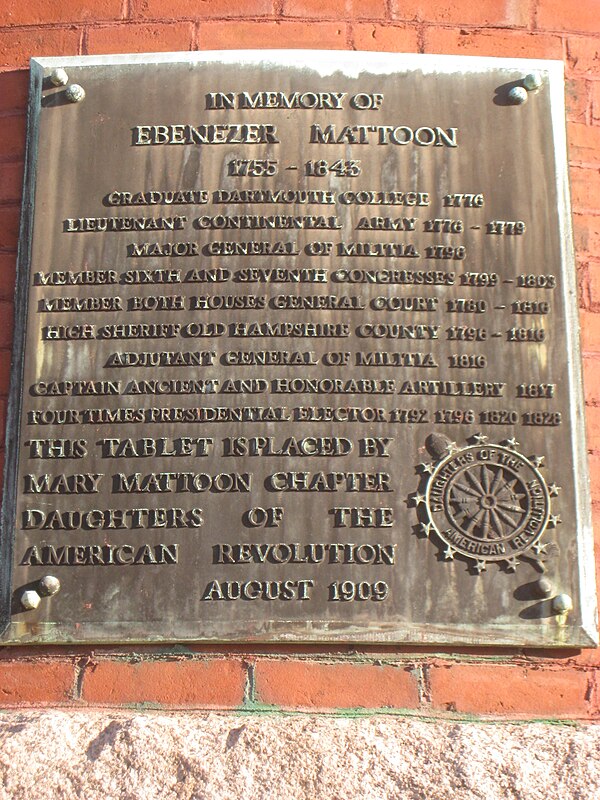 IN MEMORY OF
EBENEZER MATTOON
1755 - 1843
GRADUATE DARTMOUTH COLLEGE 1776
LIEUTENANT CONTINENTAL ARMY 1776 - 1779
MAJOR GENERAL OF MILITIA 1796
MEMBER SIXTH AND SEVENTH CONGRESSES 1799 - 1803
MEMBER BOTH HOUSES GENERAL COURT 1780 - 1816
HIGH SHERIFF OLD HAMPSHIRE COUNTY 1796 - 1816
ADJUTANT GENERAL OF MILITIA 1816
CAPTAIN ANCIENT AND HONORABLE ARTILLERY 1817
FOUR TIMES PRESIDENTIAL ELECTOR 1792 1796 1820 1828
THIS TABLET IS PLACED BY
MARY MATTOON CHAPTER
DAUGHTERS OF THE
AMERICAN REVOLUTION
AUGUST 1909
DAUGHTERS OF THE
AMERICAN REVOLUTION